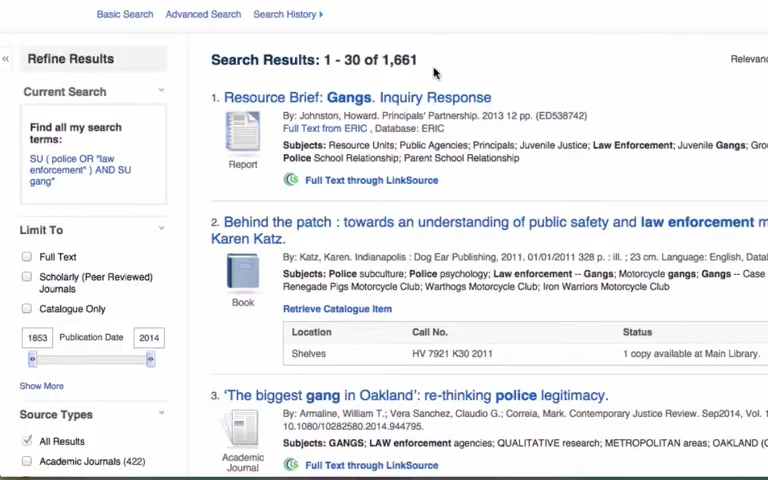 Basic Search Advanced Search Search History
Refine Results
Current Search
Find all my search
terms:
SU ( police OR "law
enforcement" ) AND SU
gang*
Limit To
Full Text
Scholarly (Peer Reviewed)
Journals
Catalogue Only
1853 Publication Date 2014
Show More
Source Types
All Results
Academic Journals (422)
Search Results: 1 - 30 of 1,661
Relevanc
1. Resource Brief: Gangs. Inquiry Response
By: Johnston, Howard. Principals' Partnership. 2013 12 pp. (ED538742)
Full Text from ERIC , Database: ERIC
Subjects: Resource Units; Public Agencies; Principals; Juvenile Justice; Law Enforcement; Juvenile Gangs; Gro
Police School Relationship; Parent School Relationship
Report
Full Text through LinkSource
2. Behind the patch : towards an understanding of public safety and law enforcement m
Karen Katz.
By: Katz, Karen. Indianapolis : Dog Ear Publishing, 2011. 01/01/2011 328 p. : ill. ; 23 cm. Language: English, Data
Subjects: Police subculture; Police psychology; Law enforcement -- Gangs; Motorcycle gangs; Gangs -- Case
Renegade Pigs Motorcycle Club; Warthogs Motorcycle Club; Iron Warriors Motorcycle Club
Book
Retrieve Catalogue Item
Location Call No. Status
Shelves HV 7921 K30 2011 1 copy available at Main Library.
3. 'The biggest gang in Oakland': re-thinking police legitimacy.
By: Armaline, William T.; Vera Sanchez, Claudio G.; Correia, Mark. Contemporary Justice Review. Sep2014, Vol. 1
10.1080/10282580.2014.944795.
Subjects: GANGS; LAW enforcement agencies; QUALITATIVE research; METROPOLITAN areas; OAKLAND (C
Academic
Journal
Full Text through LinkSource